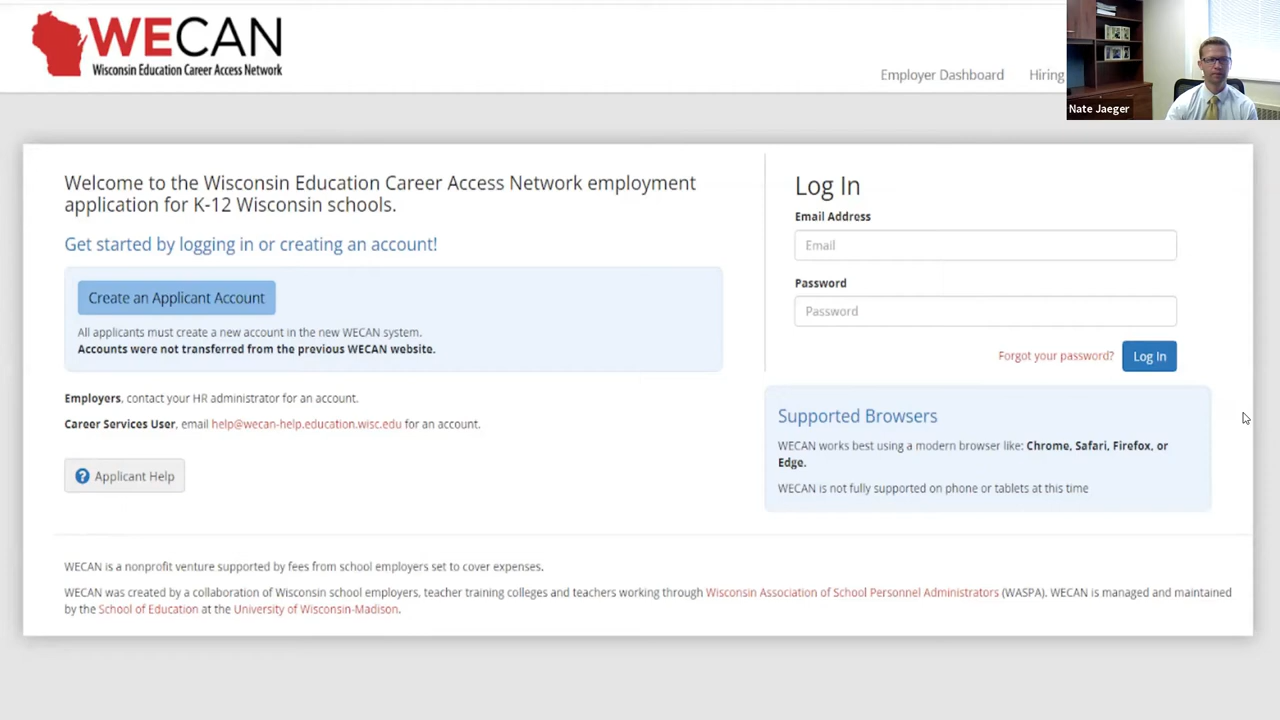 WECAN
Wisconsin Education Career Access Network
Employer Dashboard
Hiring
Nate Jaeger
Welcome to the Wisconsin Education Career Access Network employment
application for K-12 Wisconsin schools.
Get started by logging in or creating an account!
Create an Applicant Account
All applicants must create a new account in the new WECAN system.
Accounts were not transferred from the previous WECAN website.
Employers, contact your HR administrator for an account.
Career Services User, email help@wecan-help.education.wisc.edu for an account.
? Applicant Help
Log In
Email Address
Email
Password
Password
Forgot your password?
Log In
Supported Browsers
WECAN works best using a modern browser like: Chrome, Safari, Firefox, or
Edge.
WECAN is not fully supported on phone or tablets at this time
WECAN is a nonprofit venture supported by fees from school employers set to cover expenses.
WECAN was created by a collaboration of Wisconsin school employers, teacher training colleges and teachers working through Wisconsin Association of School Personnel Administrators (WASPA). WECAN is managed and maintained
by the School of Education at the University of Wisconsin-Madison.